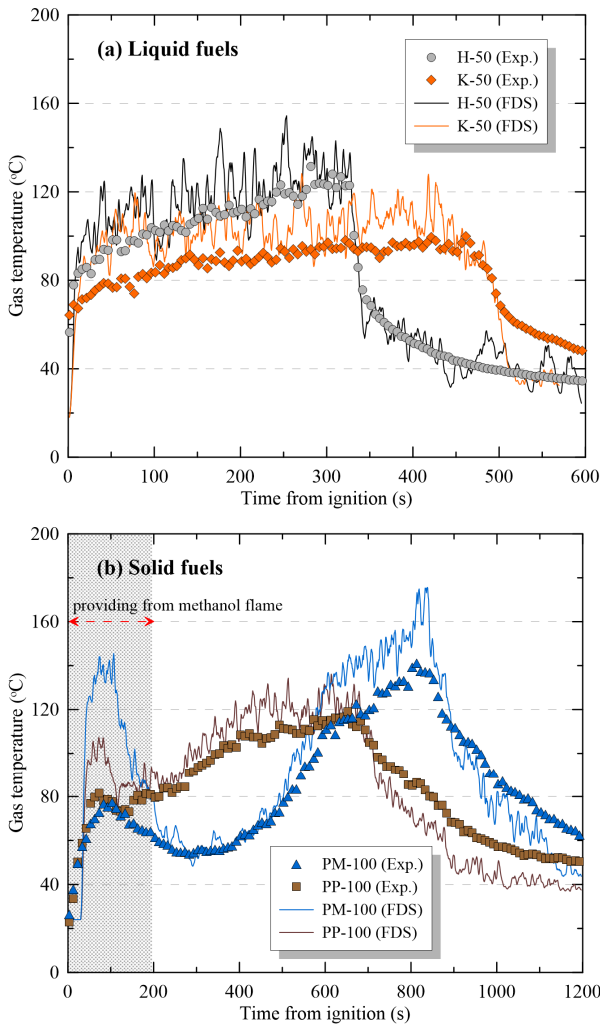 (a) Liquid fuels
H-50 (Exp.)
K-50 (Exp.)
H-50 (FDS)
K-50 (FDS)
200
160
120
80
40
0
Gas temperature (°C)
0 100 200 300 400 500 600
Time from ignition (s)
(b) Solid fuels
providing from methanol flame
200
160
120
80
40
0
Gas temperature (°C)
PM-100 (Exp.)
PP-100 (Exp.)
PM-100 (FDS)
PP-100 (FDS)
0 200 400 600 800 1000 1200
Time from ignition (s)